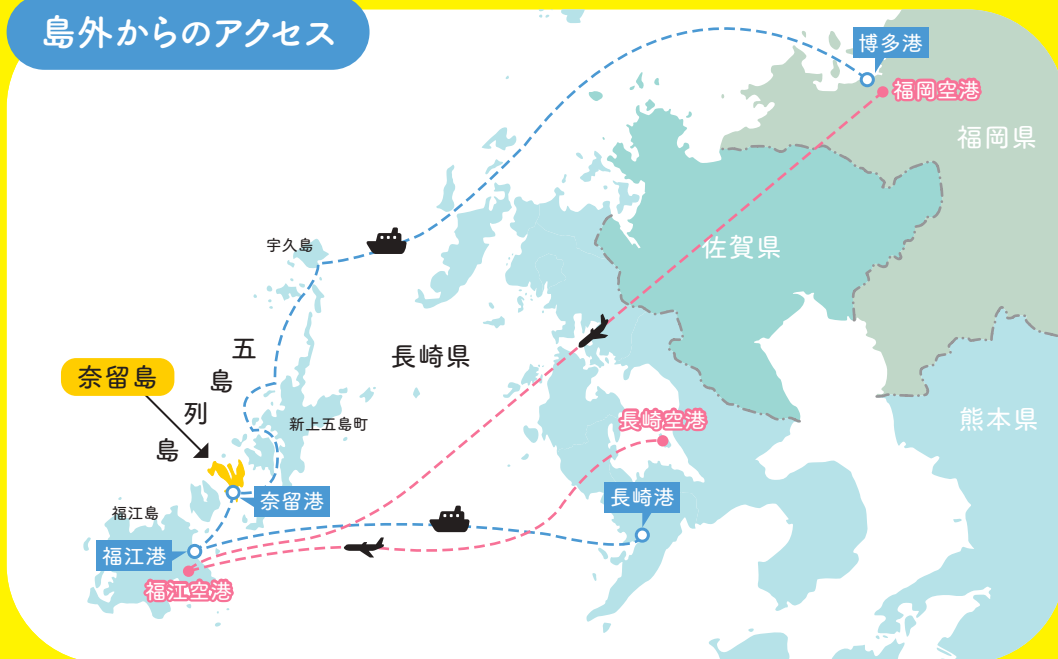 島外からのアクセス
博多港
福岡空港
福岡県
佐賀県
宇久島
長崎県
五島列島
奈留島
新上五島町
長崎空港
熊本県
奈留港
長崎港
福江島
福江港
福江空港